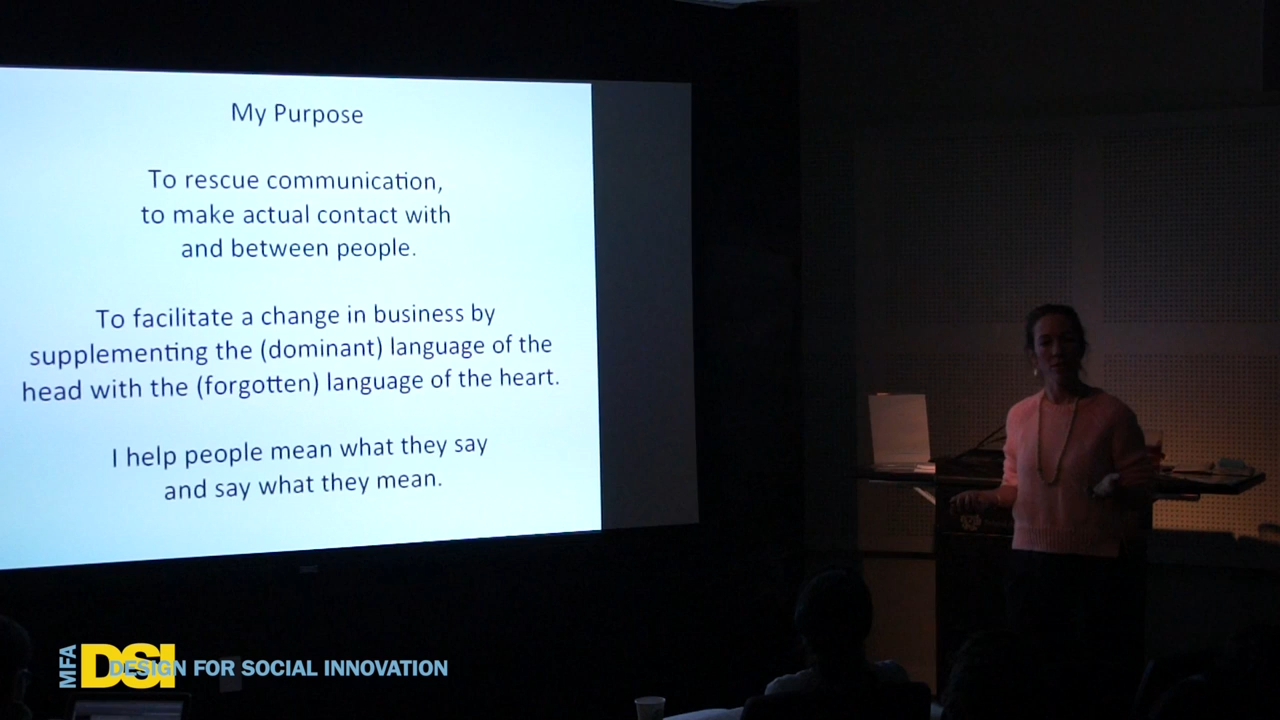 My Purpose
To rescue communication,
to make actual contact with
and between people.
To facilitate a change in business by
supplementing the (dominant) language of the
head with the (forgotten) language of the heart.
I help people mean what they say
and say what they mean.
MFA DSI DESIGN FOR SOCIAL INNOVATION